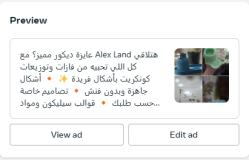 Preview
عايزة ديكور مميز؟ مع Alex Land هتلاقي
كل اللي تحبيه من فازات وتوزيعات
كونكريت بأشكال فريدة ✨ 🔸 أشكال
جاهزة وبدون فنش 🔸 تصاميم خاصة
حسب طلبك 🔸 قوالب سيليكون ومواد...
View ad
Edit ad